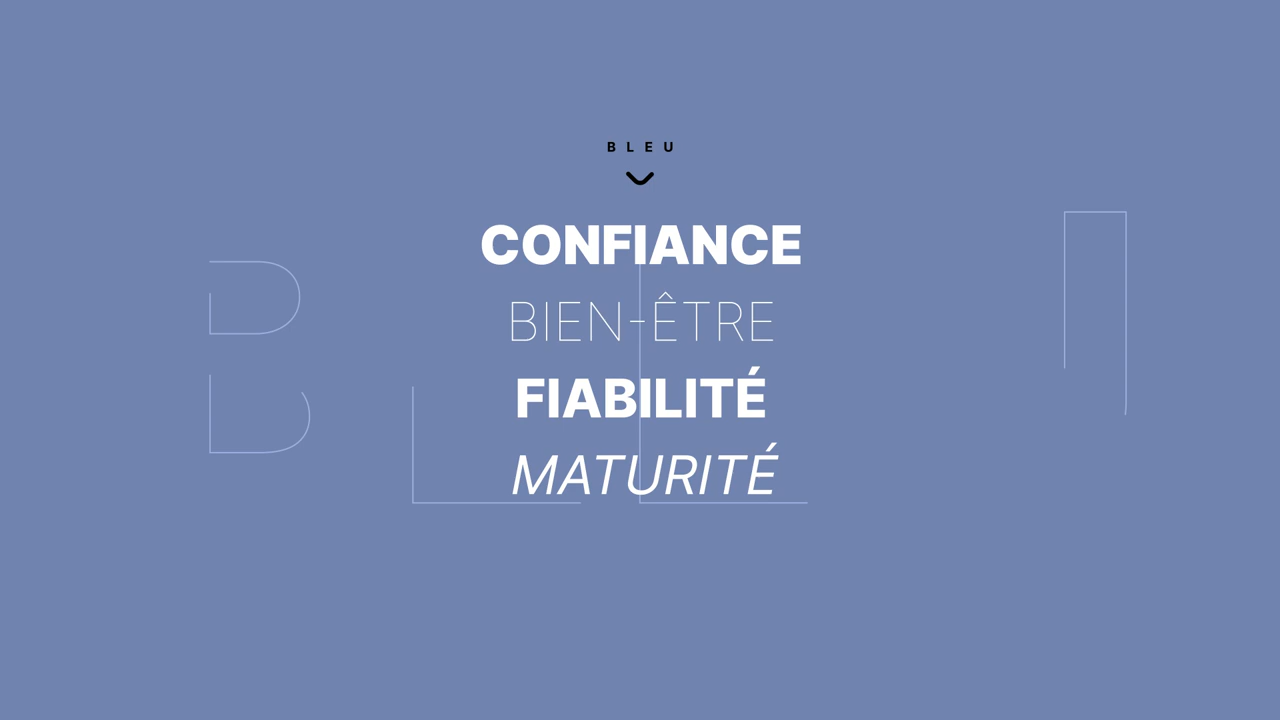 BLEU
CONFIANCE
BIEN-ÊTRE
FIABILITÉ
MATURITÉ